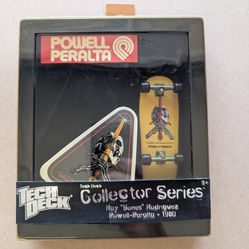 POWELL
PERALTA
TECH
DECK
Tech Deck
Collector Series
Ray "Bones" Rodriguez
Powell-Peralta - 1980